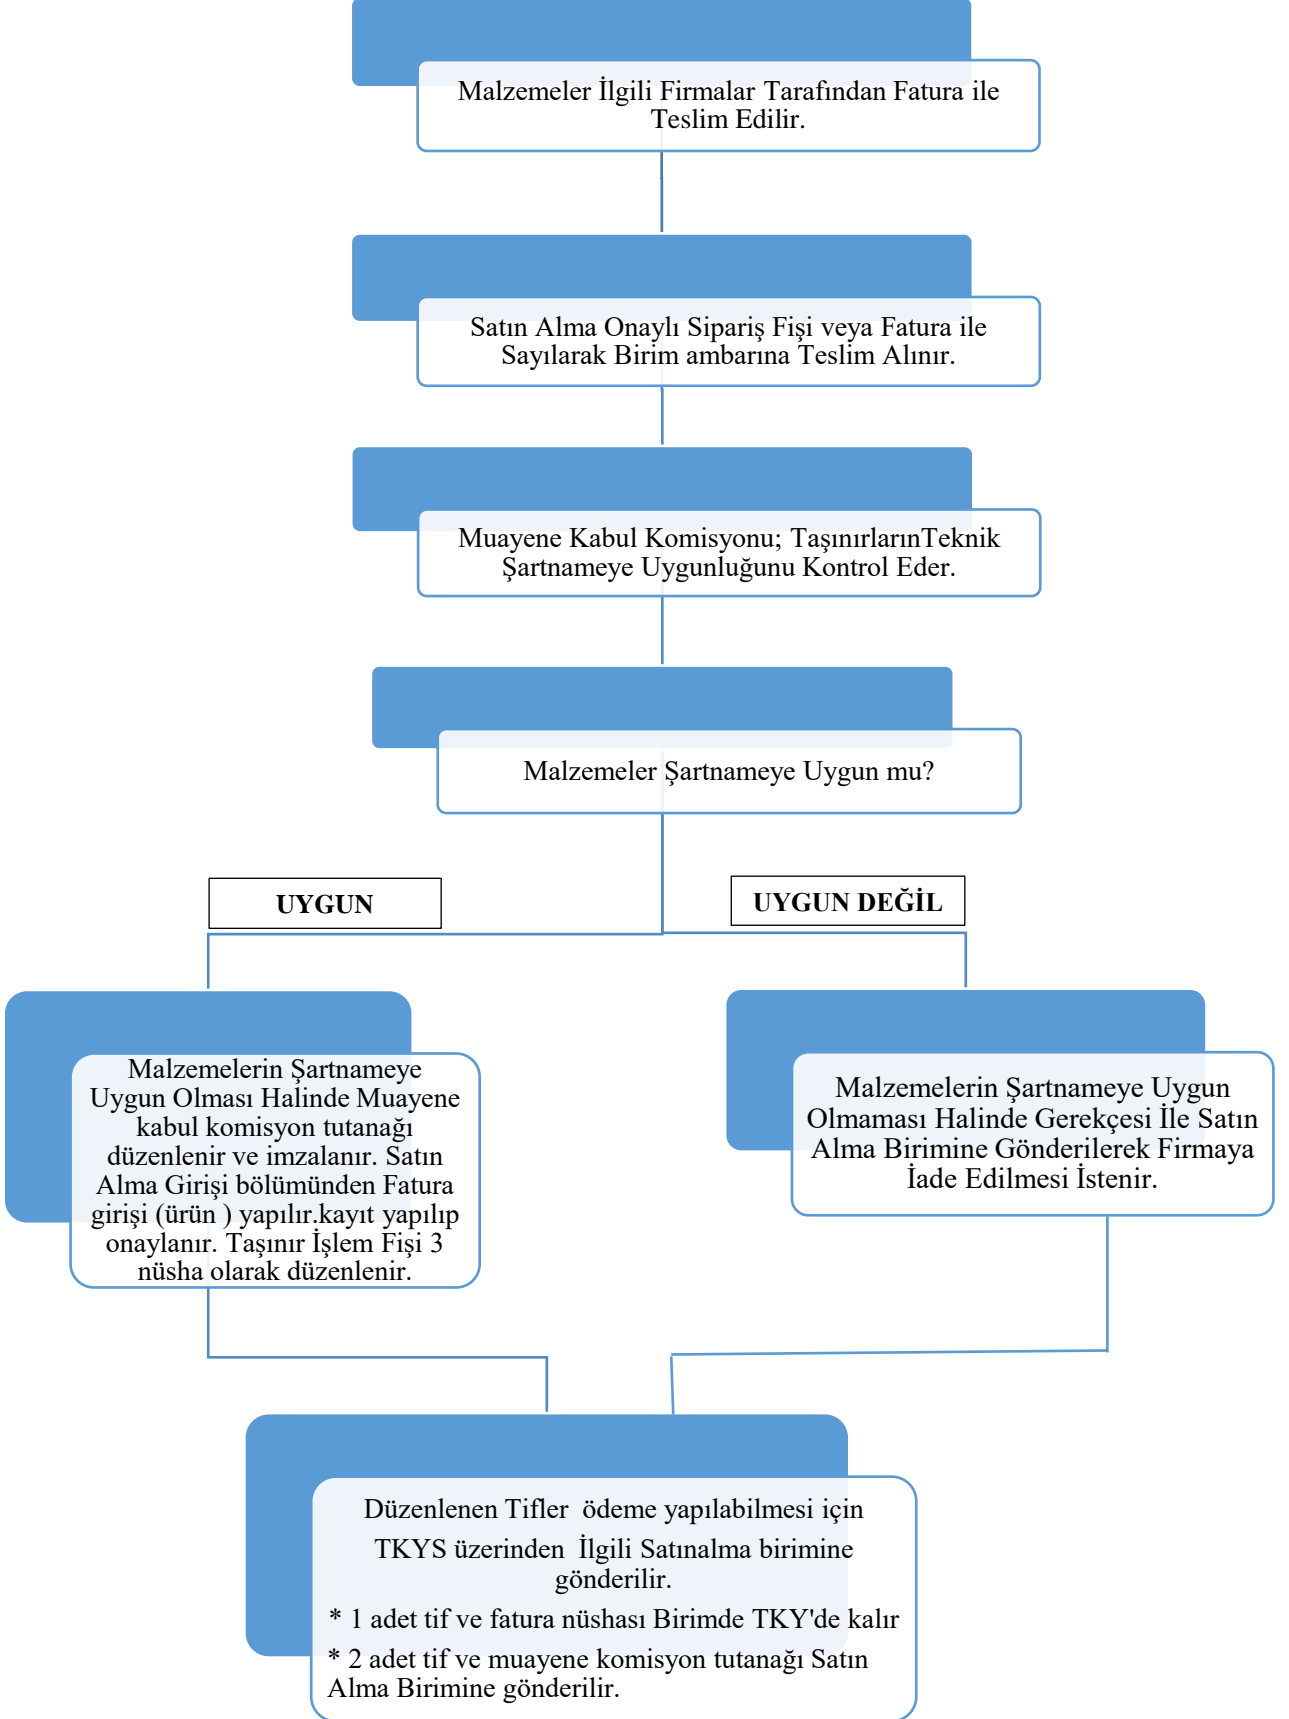 Malzemeler İlgili Firmalar Tarafından Fatura ile
Teslim Edilir.
Satın Alma Onaylı Sipariş Fişi veya Fatura ile
Sayılarak Birim ambarına Teslim Alınır.
Muayene Kabul Komisyonu; TaşınırlarınTeknik
Şartnameye Uygunluğunu Kontrol Eder.
Malzemeler Şartnameye Uygun mu?
UYGUN
UYGUN DEĞİL
Malzemelerin Şartnameye
Uygun Olması Halinde Muayene
kabul komisyon tutanağı
düzenlenir ve imzalanır. Satın
Alma Girişi bölümünden Fatura
girişi (ürün ) yapılır.kayıt yapılıp
onaylanır. Taşınır İşlem Fişi 3
nüsha olarak düzenlenir.
Malzemelerin Şartnameye Uygun
Olmaması Halinde Gerekçesi İle Satın
Alma Birimine Gönderilerek Firmaya
İade Edilmesi İstenir.
Düzenlenen Tifler ödeme yapılabilmesi için
TKYS üzerinden İlgili Satınalma birimine
gönderilir.
* 1 adet tif ve fatura nüshası Birimde TKY'de kalır
* 2 adet tif ve muayene komisyon tutanağı Satın
Alma Birimine gönderilir.